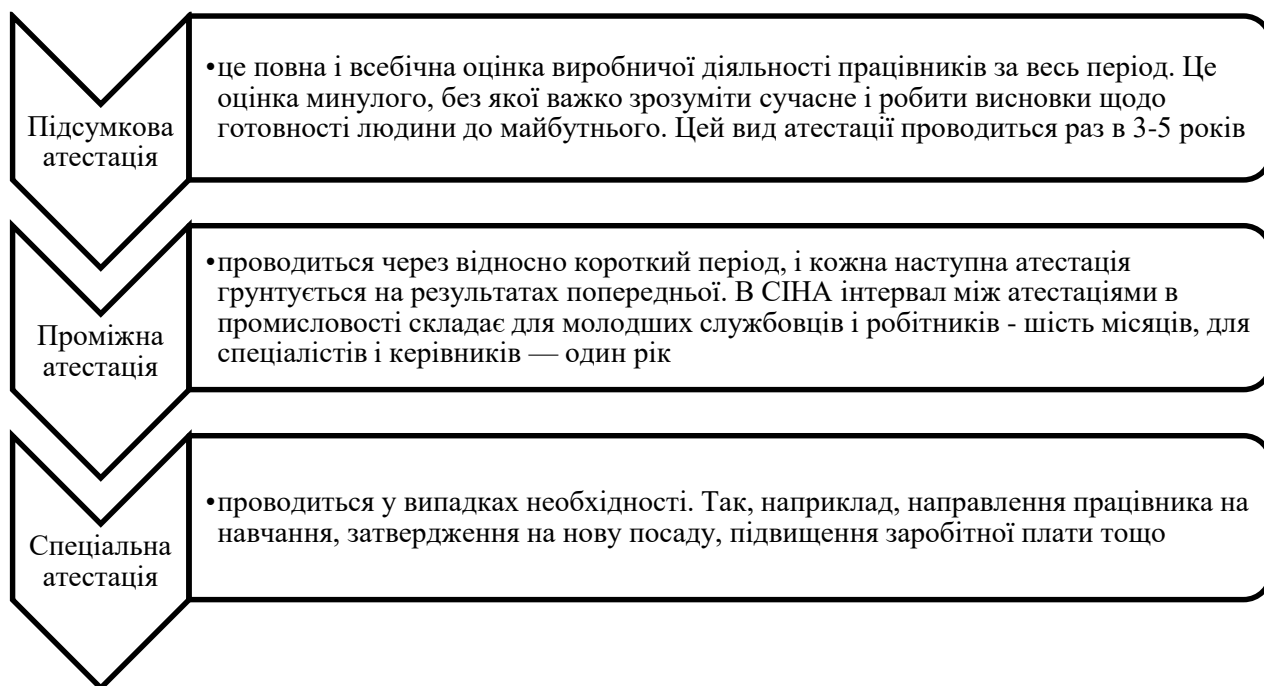 Підсумкова
атестація
•це повна і всебічна оцінка виробничої діяльності працівників за весь період. Це
оцінка минулого, без якої важко зрозуміти сучасне і робити висновки щодо
готовності людини до майбутнього. Цей вид атестації проводиться раз в 3-5 років
Проміжна
атестація
•проводиться через відносно короткий період, і кожна наступна атестація
грунтується на результатах попередньої. В СІНА інтервал між атестаціями в
промисловості складає для молодших службовців і робітників - шість місяців, для
спеціалістів і керівників — один рік
Спеціальна
атестація
•проводиться у випадках необхідності. Так, наприклад, направлення працівника на
навчання, затвердження на нову посаду, підвищення заробітної плати тощо